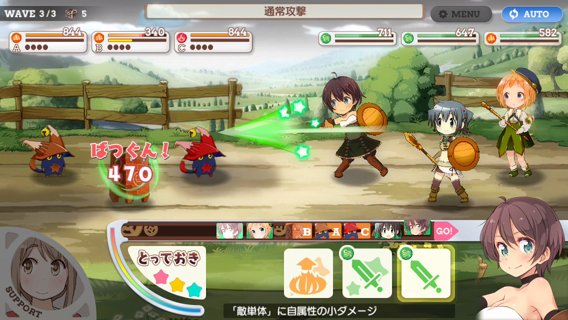 WAVE 3/3 5
通常攻撃
MENU
AUTO
A 844
B 340
C 844
711
647
582
ばつぐん!
470
B A C GO!
とっておき
SUPPORT
「敵単体」に自属性の小ダメージ